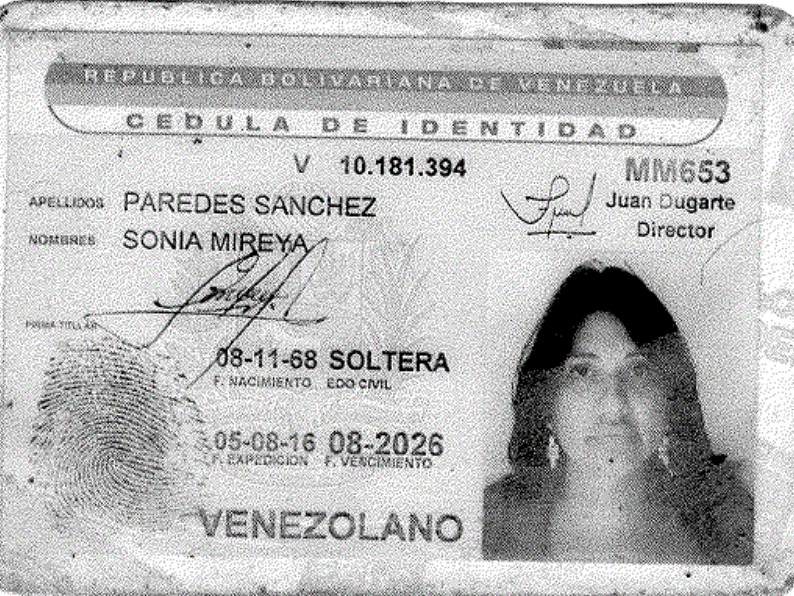 REPUBLICA BOLIVARIANA DE VENEZUELA
CEDULA DE IDENTIDAD
V 10.181.394
MM653
APELLIDOS PAREDES SANCHEZ
Juan Dugarte
Director
NOMBRES SONIA MIREYA
FIRMA TITULAR
08-11-68 SOLTERA
F. NACIMIENTO EDO CIVIL
05-08-16 08-2026
F. EXPEDICION F. VENCIMIENTO
VENEZOLANO